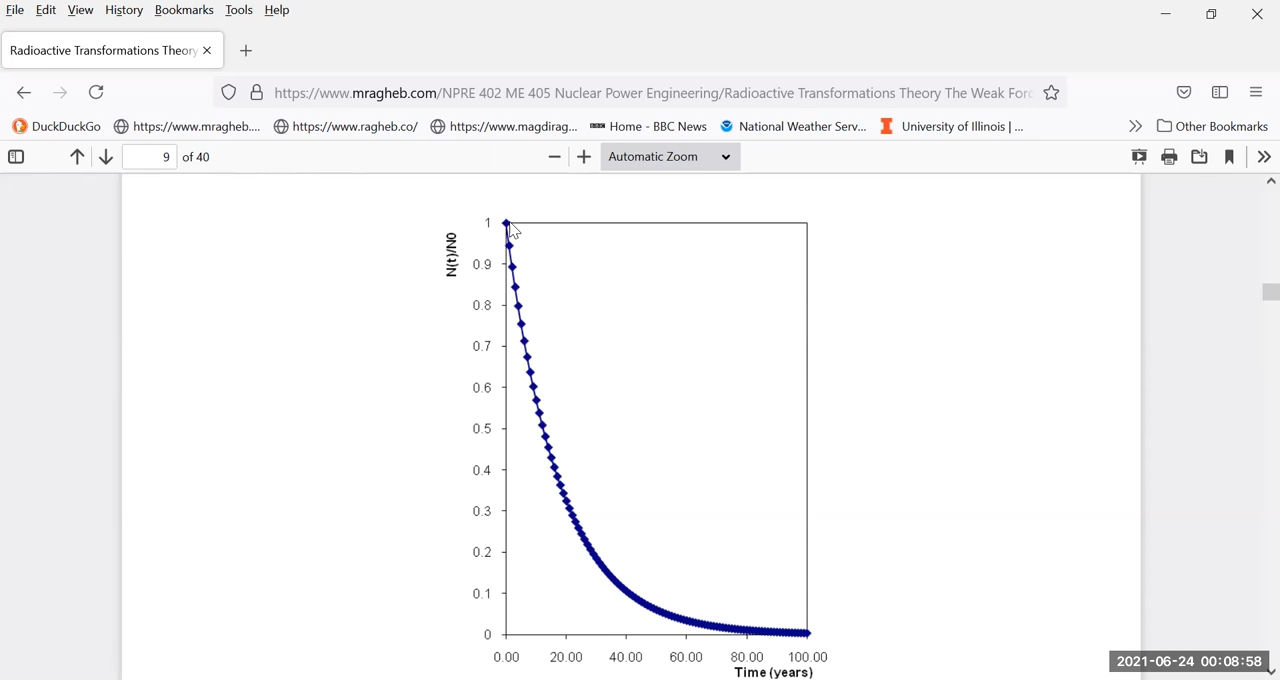 File Edit View History Bookmarks Tools Help
Radioactive Transformations Theory
https://www.mragheb.com/NPRE 402 ME 405 Nuclear Power Engineering/Radioactive Transformations Theory The Weak Forc
DuckDuckGo https://www.mragheb.... https://www.ragheb.co/ https://www.magdirag... BBC Home - BBC News National Weather Serv... University of Illinois | ... Other Bookmarks
9 of 40 Automatic Zoom
N(t)/N0
1
0.9
0.8
0.7
0.6
0.5
0.4
0.3
0.2
0.1
0
0.00 20.00 40.00 60.00 80.00 100.00
Time (years)
2021-06-24 00:08:58